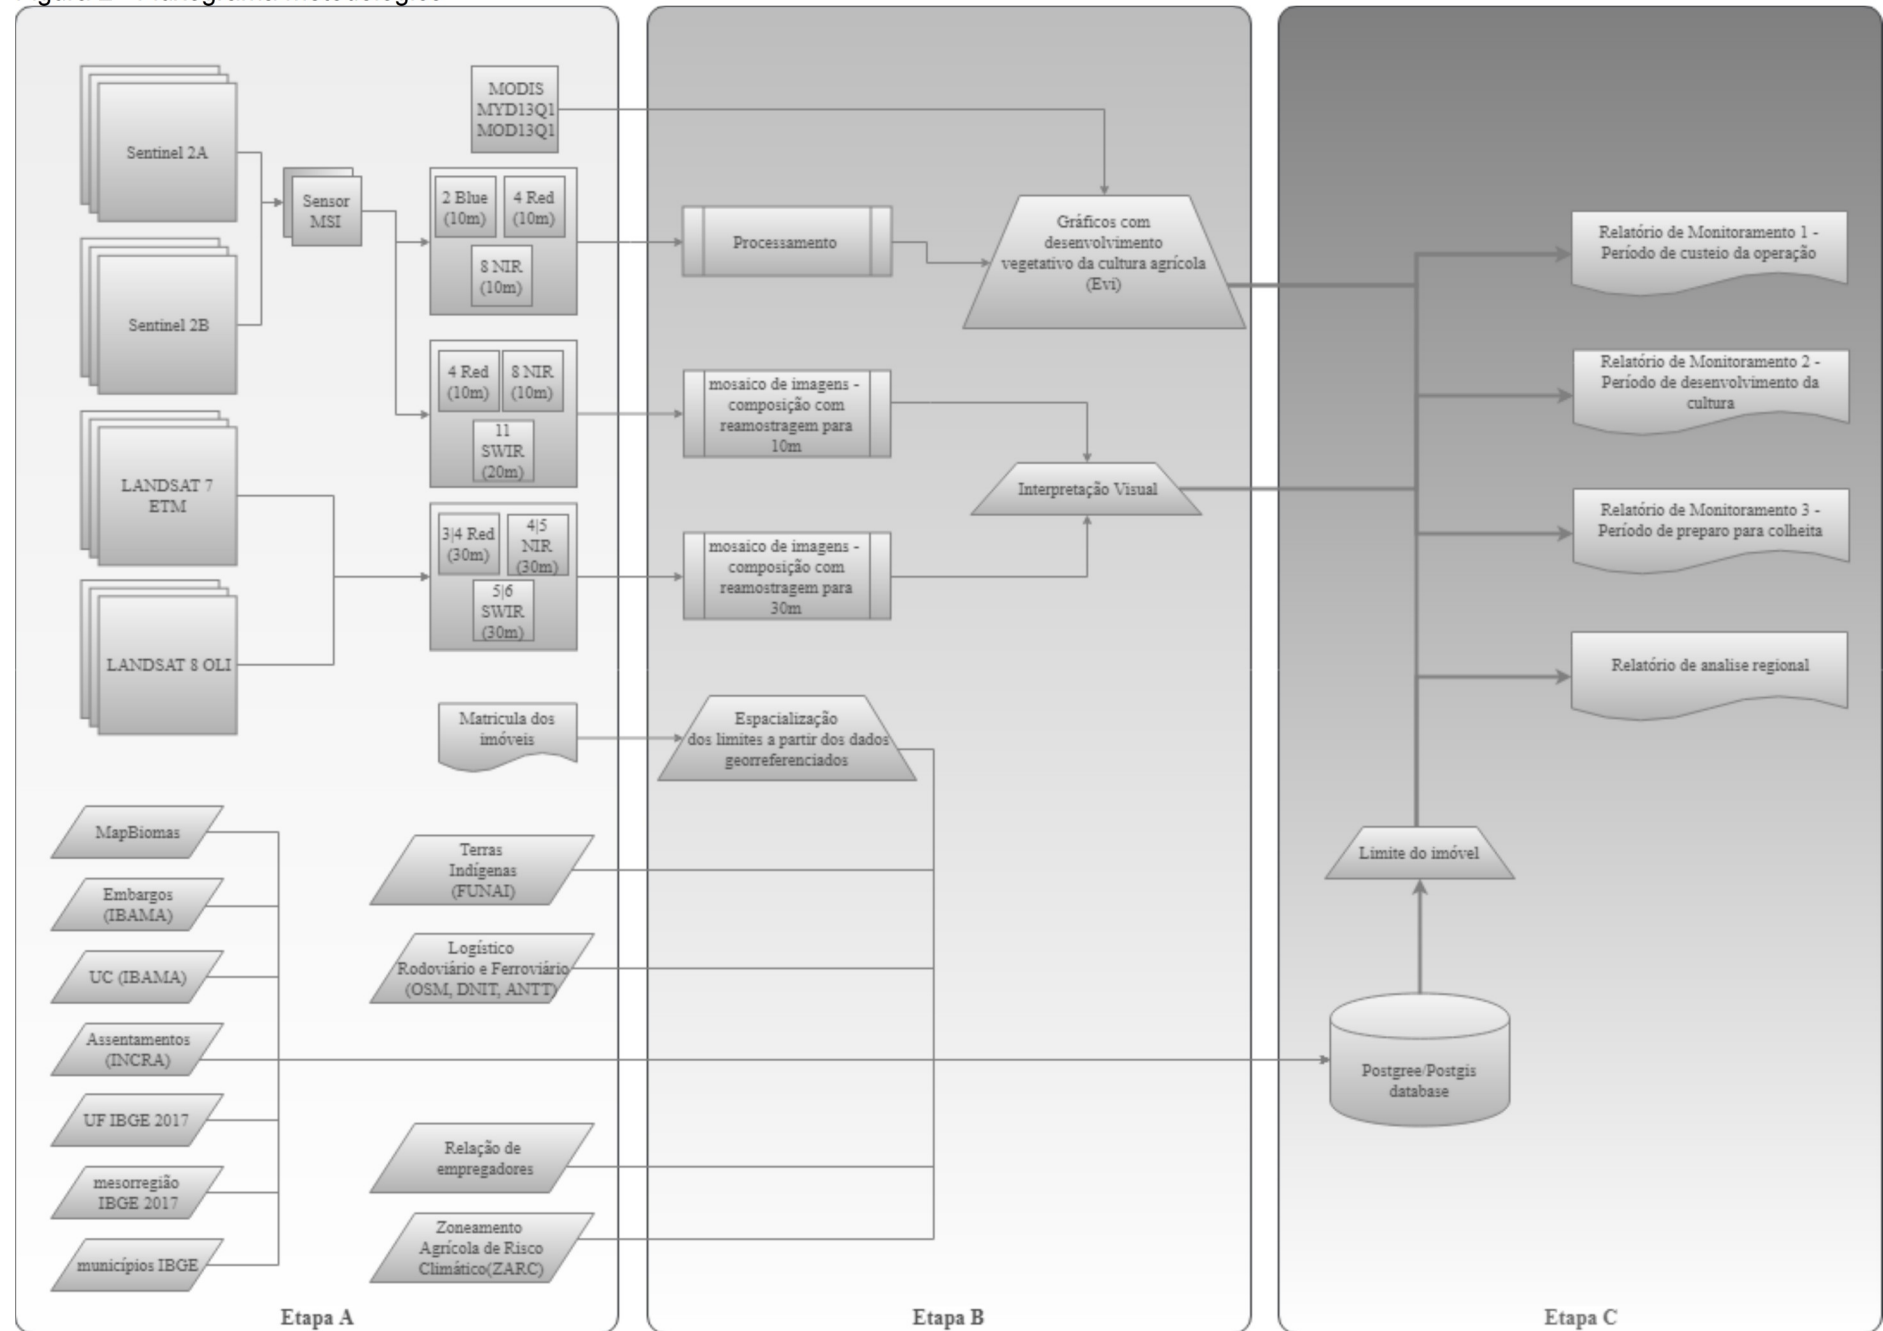 Sentinel 2A
Sentinel 2B
LANDSAT 7
ETM
LANDSAT 8 OLI
Sensor
MSI
MODIS
MYD13Q1
MOD13Q1
2 Blue
(10m)
4 Red
(10m)
8 NIR
(10m)
4 Red
(10m)
8 NIR
(10m)
11
SWIR
(20m)
3|4 Red
(30m)
4|5
NIR
(30m)
5|6
SWIR
(30m)
Matricula dos
imóveis
MapBiomas
Embargos
(IBAMA)
UC (IBAMA)
Assentamentos
(INCRA)
UF IBGE 2017
mesorregião
IBGE 2017
municípios IBGE
Terras
Indígenas
(FUNAI)
Logístico
Rodoviário e Ferroviário
(OSM, DNIT, ANTT)
Relação de
empregadores
Zoneamento
Agrícola de Risco
Climático(ZARC)
Etapa A
Processamento
Gráficos com
desenvolvimento
vegetativo da cultura agrícola
(Evi)
mosaico de imagens -
composição com
reamostragem para
10m
Interpretação Visual
mosaico de imagens -
composição com
reamostragem para
30m
Espacialização
dos limites a partir dos dados
georreferenciados
Etapa B
Relatório de Monitoramento 1 -
Período de custeio da operação
Relatório de Monitoramento 2 -
Período de desenvolvimento da
cultura
Relatório de Monitoramento 3 -
Período de preparo para colheita
Relatório de analise regional
Limite do imóvel
Postgree/Postgis
database
Etapa C